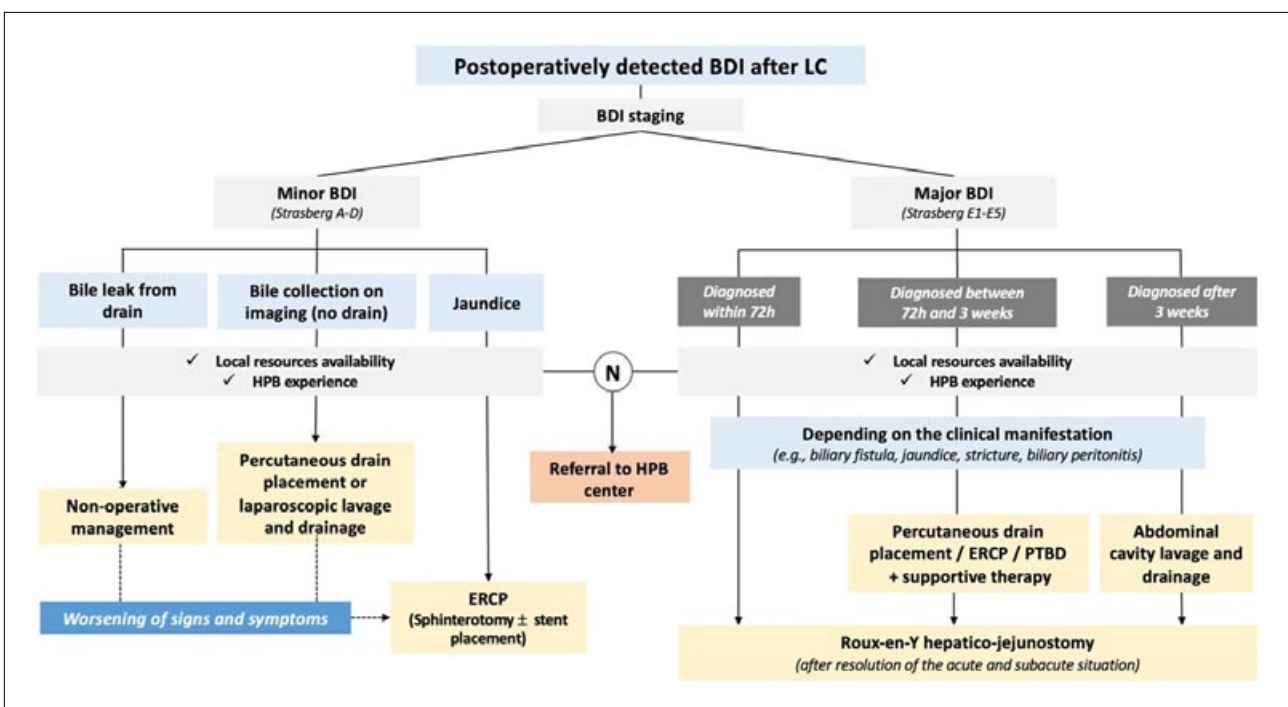 Postoperatively detected BDI after LC
BDI staging
Minor BDI
(Strasberg A-D)
Major BDI
(Strasberg E1-E5)
Bile leak from
drain
Bile collection on
imaging (no drain)
Jaundice
Diagnosed
within 72h
Diagnosed between
72h and 3 weeks
Diagnosed after
3 weeks
✓ Local resources availability
✓ HPB experience
N
✓ Local resources availability
✓ HPB experience
Non-operative
management
Percutaneous drain
placement or
laparoscopic lavage
and drainage
Referral to HPB
center
Depending on the clinical manifestation
(e.g., biliary fistula, jaundice, stricture, biliary peritonitis)
Percutaneous drain
placement / ERCP / PTBD
+ supportive therapy
Abdominal
cavity lavage and
drainage
Worsening of signs and symptoms
ERCP
(Sphinterotomy ± stent
placement)
Roux-en-Y hepatico-jejunostomy
(after resolution of the acute and subacute situation)